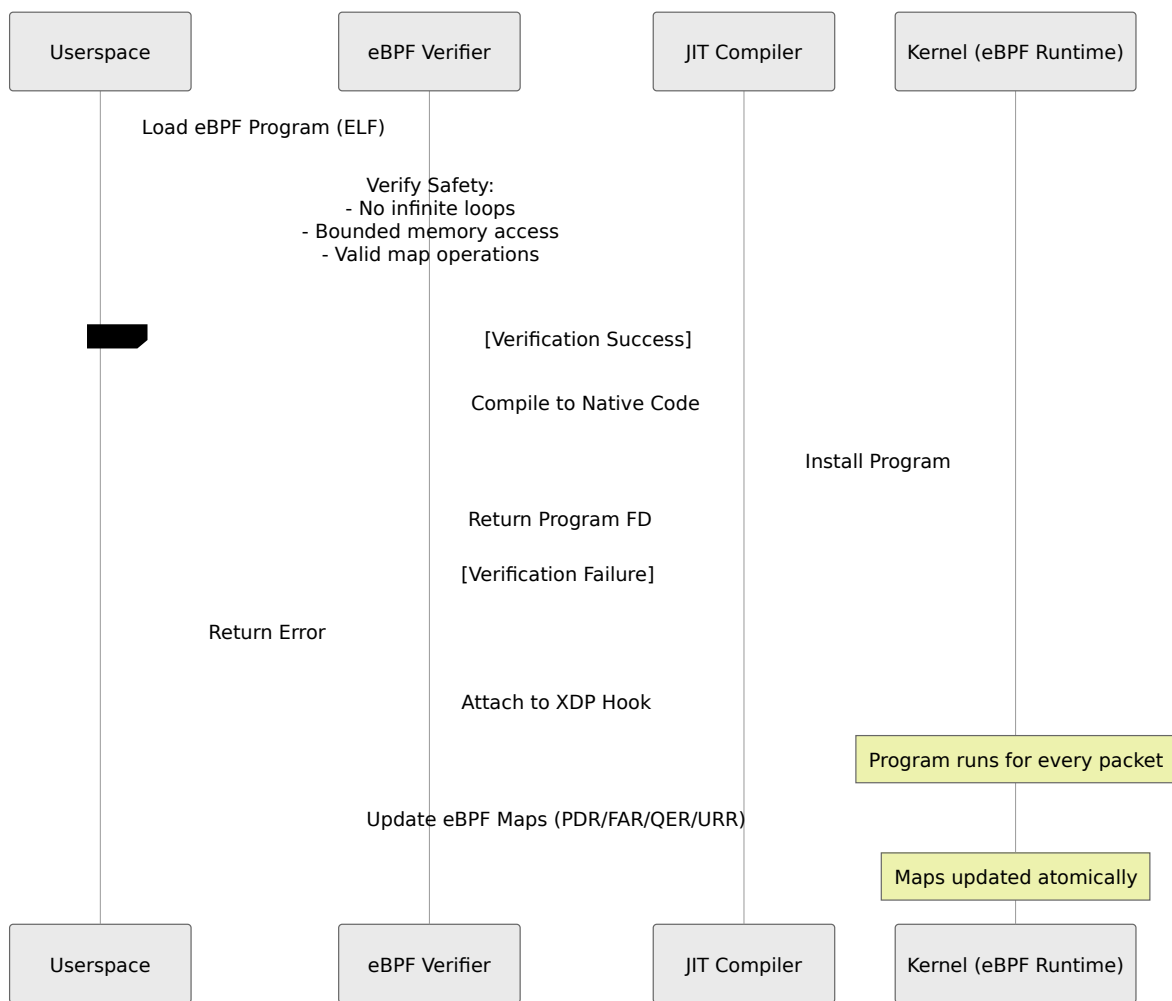 Userspace
eBPF Verifier
JIT Compiler
Kernel (eBPF Runtime)
Load eBPF Program (ELF)
Verify Safety:
- No infinite loops
- Bounded memory access
- Valid map operations
[Verification Success]
Compile to Native Code
Install Program
Return Program FD
[Verification Failure]
Return Error
Attach to XDP Hook
Program runs for every packet
Update eBPF Maps (PDR/FAR/QER/URR)
Maps updated atomically
Userspace
eBPF Verifier
JIT Compiler
Kernel (eBPF Runtime)